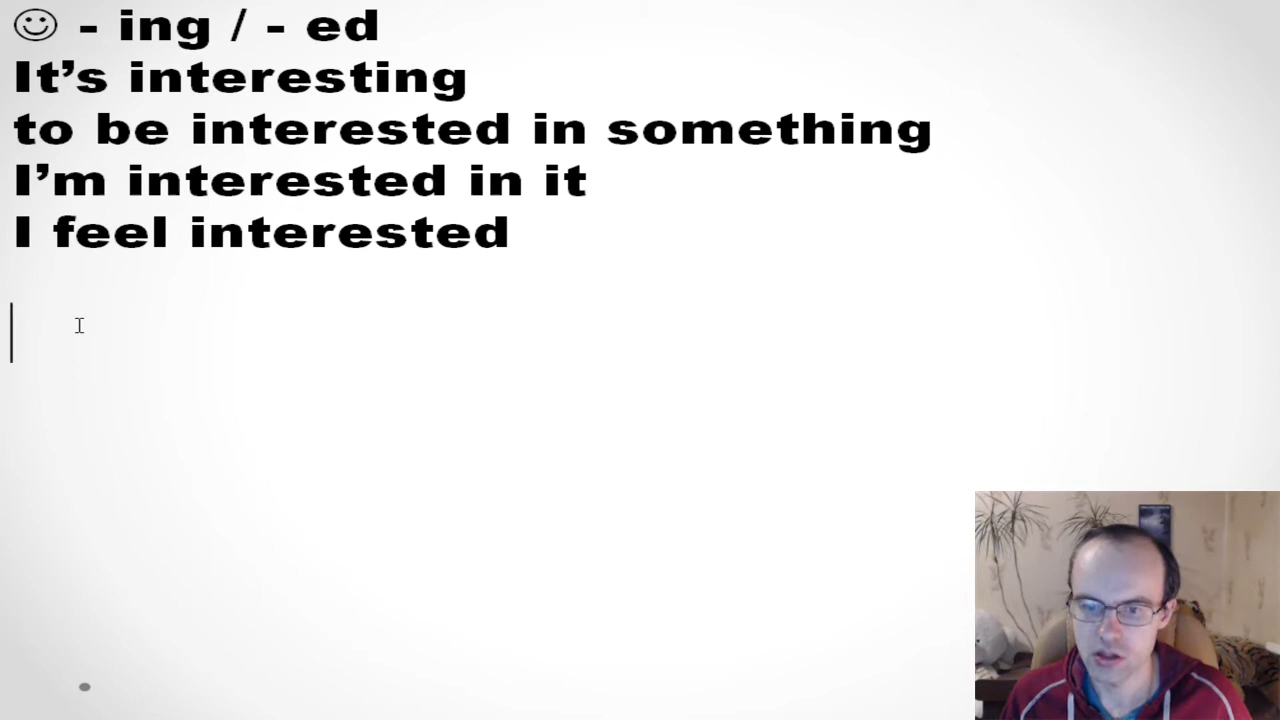 ☺ - ing / - ed
It’s interesting
to be interested in something
I’m interested in it
I feel interested